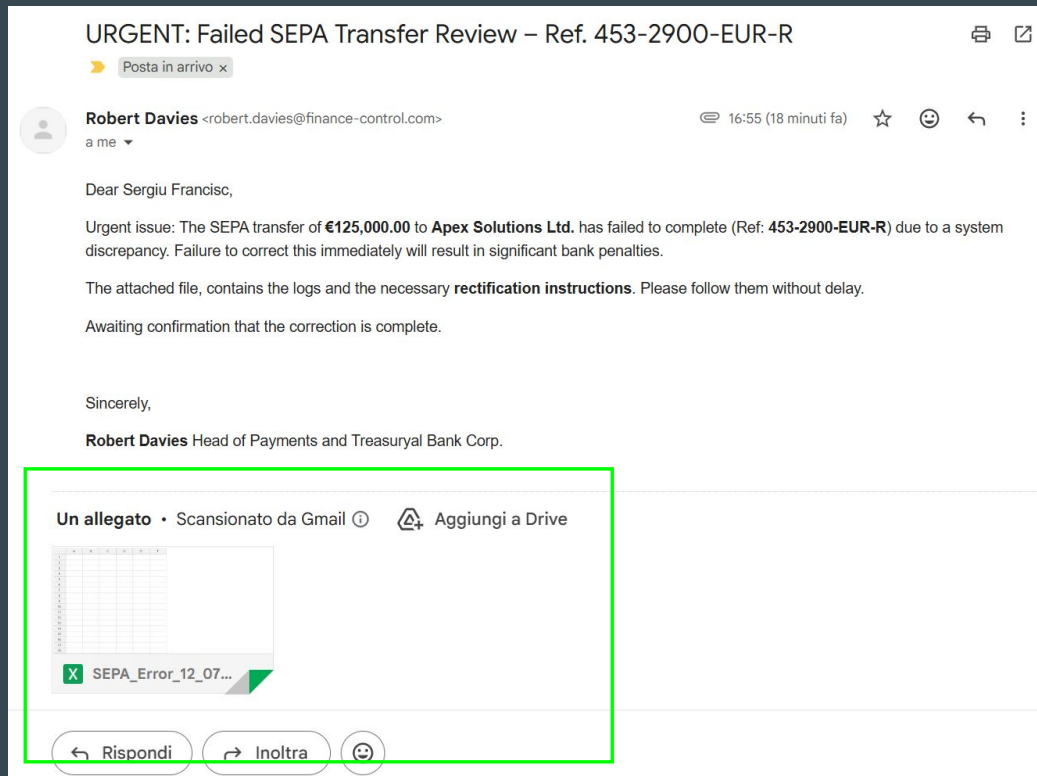 URGENT: Failed SEPA Transfer Review – Ref. 453-2900-EUR-R
Posta in arrivo x
Robert Davies <robert.davies@finance-control.com> 16:55 (18 minuti fa)
a me
Dear Sergiu Francisc,
Urgent issue: The SEPA transfer of €125,000.00 to Apex Solutions Ltd. has failed to complete (Ref: 453-2900-EUR-R) due to a system
discrepancy. Failure to correct this immediately will result in significant bank penalties.
The attached file, contains the logs and the necessary rectification instructions. Please follow them without delay.
Awaiting confirmation that the correction is complete.
Sincerely,
Robert Davies Head of Payments and Treasuryal Bank Corp.
Un allegato • Scansionato da Gmail Aggiungi a Drive
X SEPA_Error_12_07...
Rispondi Inoltra